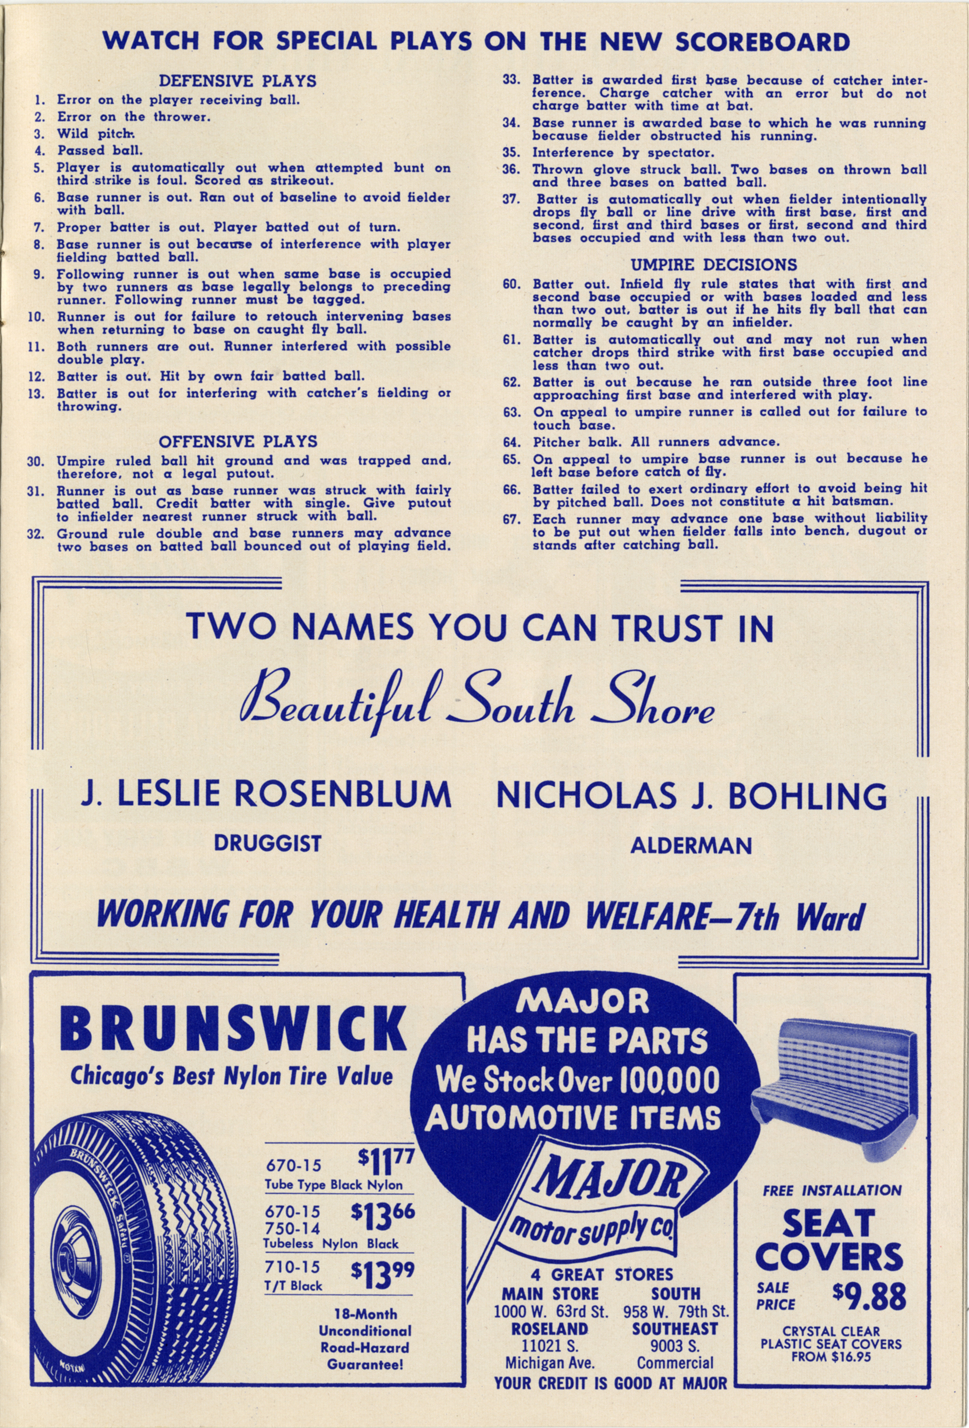 WATCH FOR SPECIAL PLAYS ON THE NEW SCOREBOARD
DEFENSIVE PLAYS
1. Error on the player receiving ball.
2. Error on the thrower.
3. Wild pitch.
4. Passed ball.
5. Player is automatically out when attempted bunt on
third strike is foul. Scored as strikeout.
6. Base runner is out. Ran out of baseline to avoid fielder
with ball.
7. Proper batter is out. Player batted out of turn.
8. Base runner is out because of interference with player
fielding batted ball.
9. Following runner is out when same base is occupied
by two runners as base legally belongs to preceding
runner. Following runner must be tagged.
10. Runner is out for failure to retouch intervening bases
when returning to base on caught fly ball.
11. Both runners are out. Runner interfered with possible
double play.
12. Batter is out. Hit by own fair batted ball.
13. Batter is out for interfering with catcher's fielding or
throwing.
OFFENSIVE PLAYS
30. Umpire ruled ball hit ground and was trapped and,
therefore, not a legal putout.
31. Runner is out as base runner was struck with fairly
batted ball. Credit batter with single. Give putout
to infielder nearest runner struck with ball.
32. Ground rule double and base runners may advance
two bases on batted ball bounced out of playing field.
33. Batter is awarded first base because of catcher inter-
ference. Charge catcher with an error but do not
charge batter with time at bat.
34. Base runner is awarded base to which he was running
because fielder obstructed his running.
35. Interference by spectator.
36. Thrown glove struck ball. Two bases on thrown ball
and three bases on batted ball.
37. Batter is automatically out when fielder intentionally
drops fly ball or line drive with first base, first and
second, first and third bases or first, second and third
bases occupied and with less than two out.
UMPIRE DECISIONS
60. Batter out. Infield fly rule states that with first and
second base occupied or with bases loaded and less
than two out, batter is out if he hits fly ball that can
normally be caught by an infielder.
61. Batter is automatically out and may not run when
catcher drops third strike with first base occupied and
less than two out.
62. Batter is out because he ran outside three foot line
approaching first base and interfered with play.
63. On appeal to umpire runner is called out for failure to
touch base.
64. Pitcher balk. All runners advance.
65. On appeal to umpire base runner is out because he
left base before catch of fly.
66. Batter failed to exert ordinary effort to avoid being hit
by pitched ball. Does not constitute a hit batsman.
67. Each runner may advance one base without liability
to be put out when fielder falls into bench, dugout or
stands after catching ball.
TWO NAMES YOU CAN TRUST IN
Beautiful South Shore
J. LESLIE ROSENBLUM
DRUGGIST
NICHOLAS J. BOHLING
ALDERMAN
WORKING FOR YOUR HEALTH AND WELFARE—7th Ward
BRUNSWICK
Chicago's Best Nylon Tire Value
BRUNSWICK
NYLON
670-15 $11.77
Tube Type Black Nylon
670-15
750-14 $13.66
Tubeless Nylon Black
710-15
T/T Black $13.99
18-Month
Unconditional
Road-Hazard
Guarantee!
MAJOR
HAS THE PARTS
We Stock Over 100,000
AUTOMOTIVE ITEMS
MAJOR
motor supply co.
4 GREAT STORES
MAIN STORE
1000 W. 63rd St.
SOUTH
958 W. 79th St.
ROSELAND
11021 S.
Michigan Ave.
SOUTHEAST
9003 S.
Commercial
YOUR CREDIT IS GOOD AT MAJOR
FREE INSTALLATION
SEAT
COVERS
SALE
PRICE $9.88
CRYSTAL CLEAR
PLASTIC SEAT COVERS
FROM $16.95